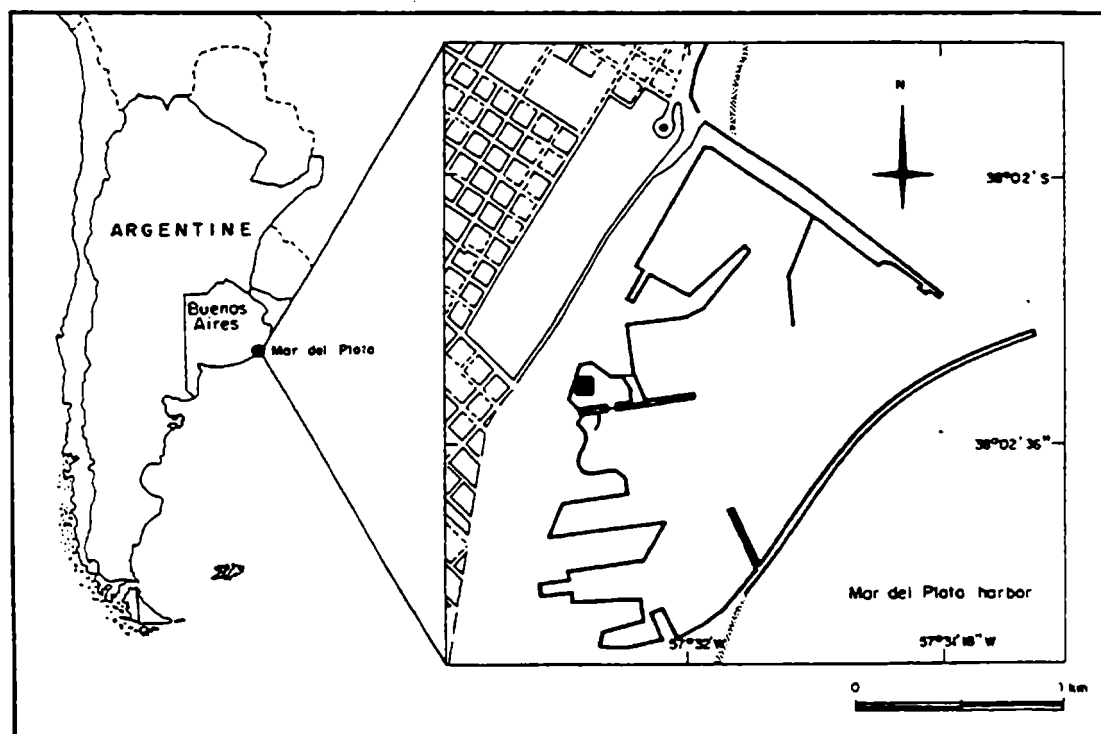 ARGENTINE
Buenos
Aires
Mar del Plata
N
38°02' S
38°02' 36"
Mar del Plata harbor
57°32' W
57°31' 18" W
0 1 km